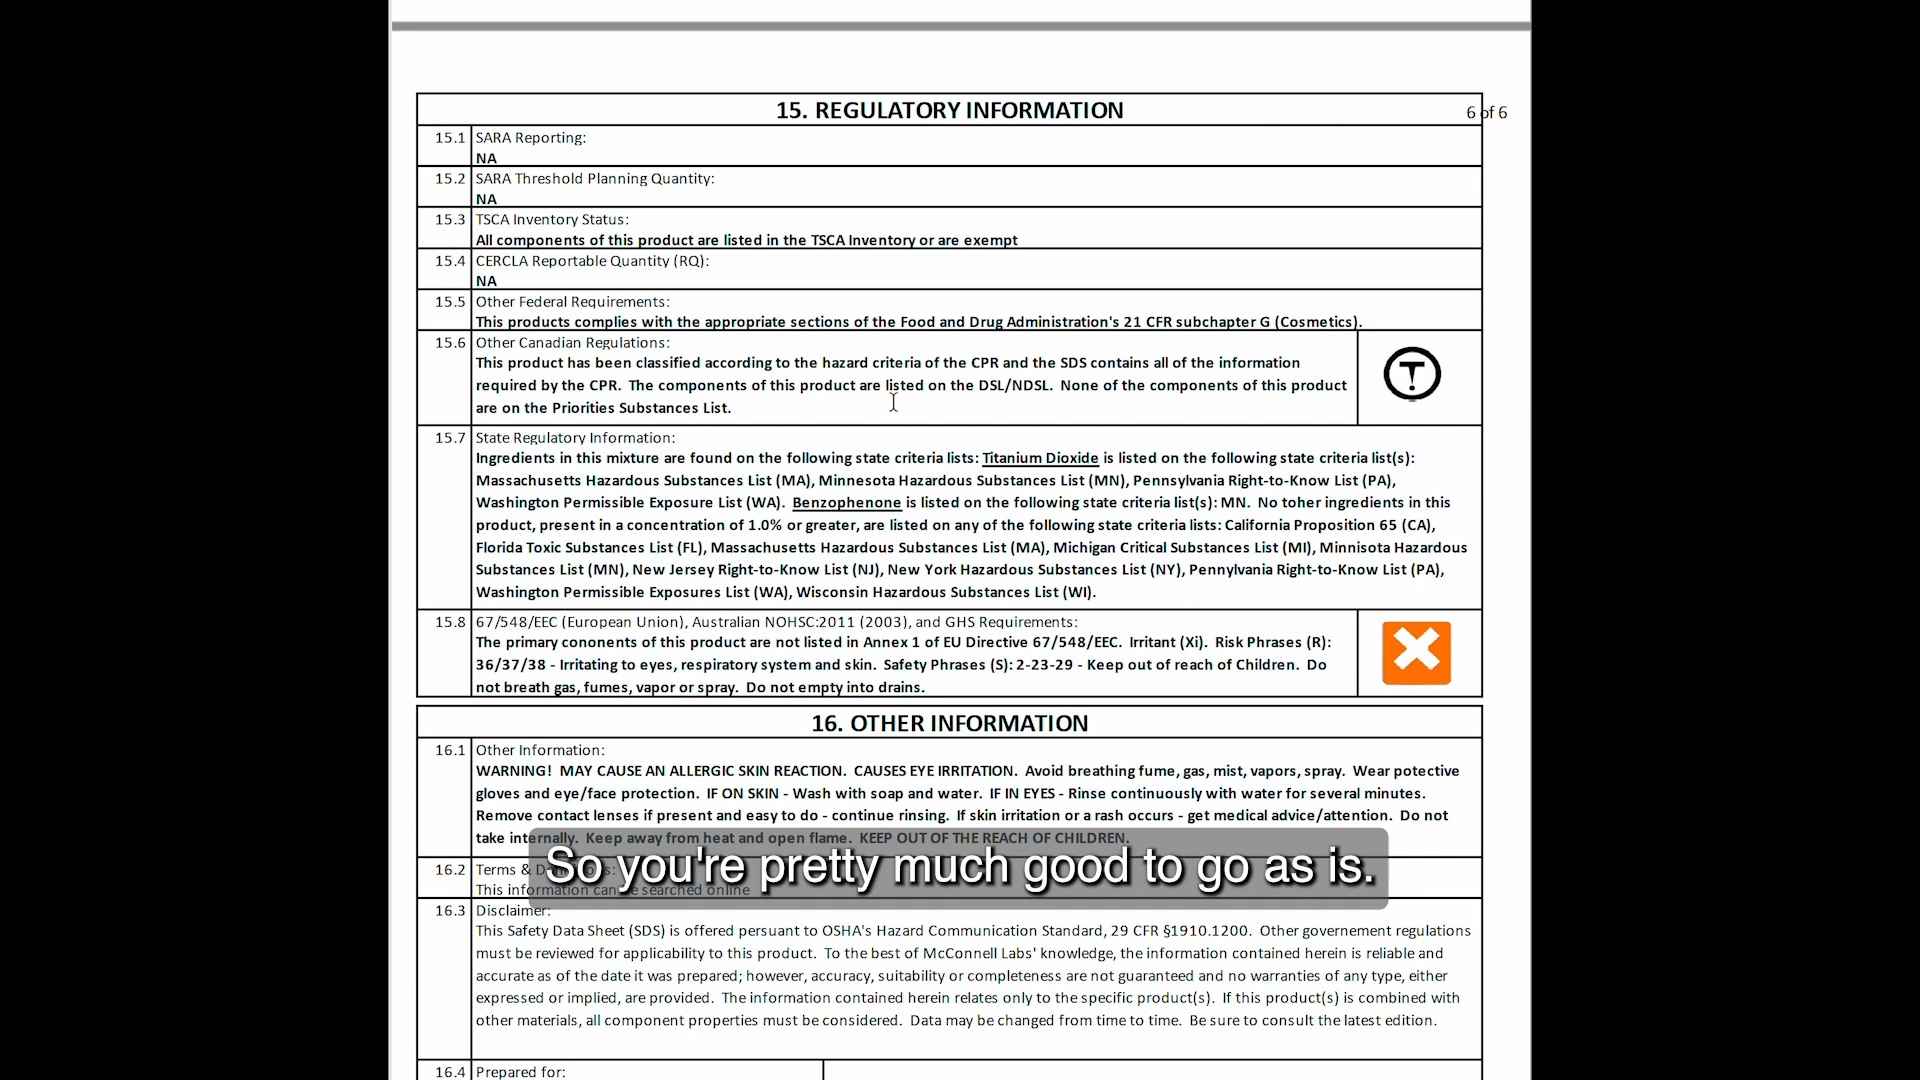 15. REGULATORY INFORMATION
6 of 6
15.1 SARA Reporting:
NA
15.2 SARA Threshold Planning Quantity:
NA
15.3 TSCA Inventory Status:
All components of this product are listed in the TSCA Inventory or are exempt
15.4 CERCLA Reportable Quantity (RQ):
NA
15.5 Other Federal Requirements:
This products complies with the appropriate sections of the Food and Drug Administration's 21 CFR subchapter G (Cosmetics).
15.6 Other Canadian Regulations:
This product has been classified according to the hazard criteria of the CPR and the SDS contains all of the information
required by the CPR. The components of this product are listed on the DSL/NDSL. None of the components of this product
are on the Priorities Substances List.
15.7 State Regulatory Information:
Ingredients in this mixture are found on the following state criteria lists: Titanium Dioxide is listed on the following state criteria list(s):
Massachusetts Hazardous Substances List (MA), Minnesota Hazardous Substances List (MN), Pennsylvania Right-to-Know List (PA),
Washington Permissible Exposure List (WA). Benzophenone is listed on the following state criteria list(s): MN. No toher ingredients in this
product, present in a concentration of 1.0% or greater, are listed on any of the following state criteria lists: California Proposition 65 (CA),
Florida Toxic Substances List (FL), Massachusetts Hazardous Substances List (MA), Michigan Critical Substances List (MI), Minnisota Hazardous
Substances List (MN), New Jersey Right-to-Know List (NJ), New York Hazardous Substances List (NY), Pennylvania Right-to-Know List (PA),
Washington Permissible Exposures List (WA), Wisconsin Hazardous Substances List (WI).
15.8 67/548/EEC (European Union), Australian NOHSC:2011 (2003), and GHS Requirements:
The primary cononents of this product are not listed in Annex 1 of EU Directive 67/548/EEC. Irritant (Xi). Risk Phrases (R):
36/37/38 - Irritating to eyes, respiratory system and skin. Safety Phrases (S): 2-23-29 - Keep out of reach of Children. Do
not breath gas, fumes, vapor or spray. Do not empty into drains.
16. OTHER INFORMATION
16.1 Other Information:
WARNING! MAY CAUSE AN ALLERGIC SKIN REACTION. CAUSES EYE IRRITATION. Avoid breathing fume, gas, mist, vapors, spray. Wear potective
gloves and eye/face protection. IF ON SKIN - Wash with soap and water. IF IN EYES - Rinse continuously with water for several minutes.
Remove contact lenses if present and easy to do - continue rinsing. If skin irritation or a rash occurs - get medical advice/attention. Do not
take internally. Keep away from heat and open flame. KEEP OUT OF THE REACH OF CHILDREN.
So you're pretty much good to go as is.
16.2 Terms &
This information can be searched online
16.3 Disclaimer:
This Safety Data Sheet (SDS) is offered persuant to OSHA's Hazard Communication Standard, 29 CFR §1910.1200. Other governement regulations
must be reviewed for applicability to this product. To the best of McConnell Labs' knowledge, the information contained herein is reliable and
accurate as of the date it was prepared; however, accuracy, suitability or completeness are not guaranteed and no warranties of any type, either
expressed or implied, are provided. The information contained herein relates only to the specific product(s). If this product(s) is combined with
other materials, all component properties must be considered. Data may be changed from time to time. Be sure to consult the latest edition.
16.4 Prepared for: